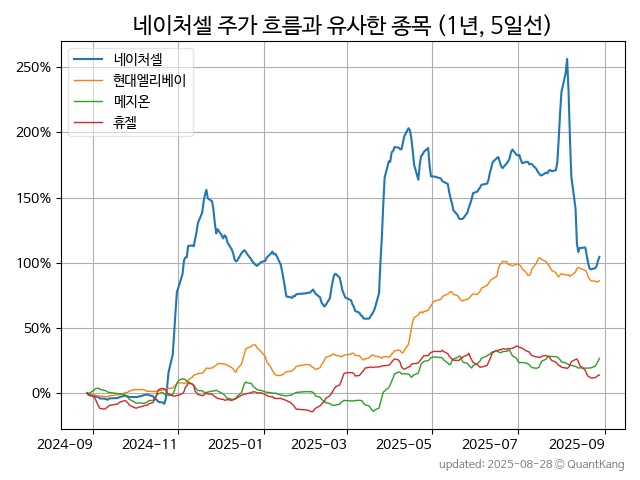 네이처셀 주가 흐름과 유사한 종목 (1년, 5일선)
네이처셀
현대엘리베이
메지온
휴젤
250%
200%
150%
100%
50%
0%
2024-09 2024-11 2025-01 2025-03 2025-05 2025-07 2025-09
updated: 2025-08-28 © QuantKang